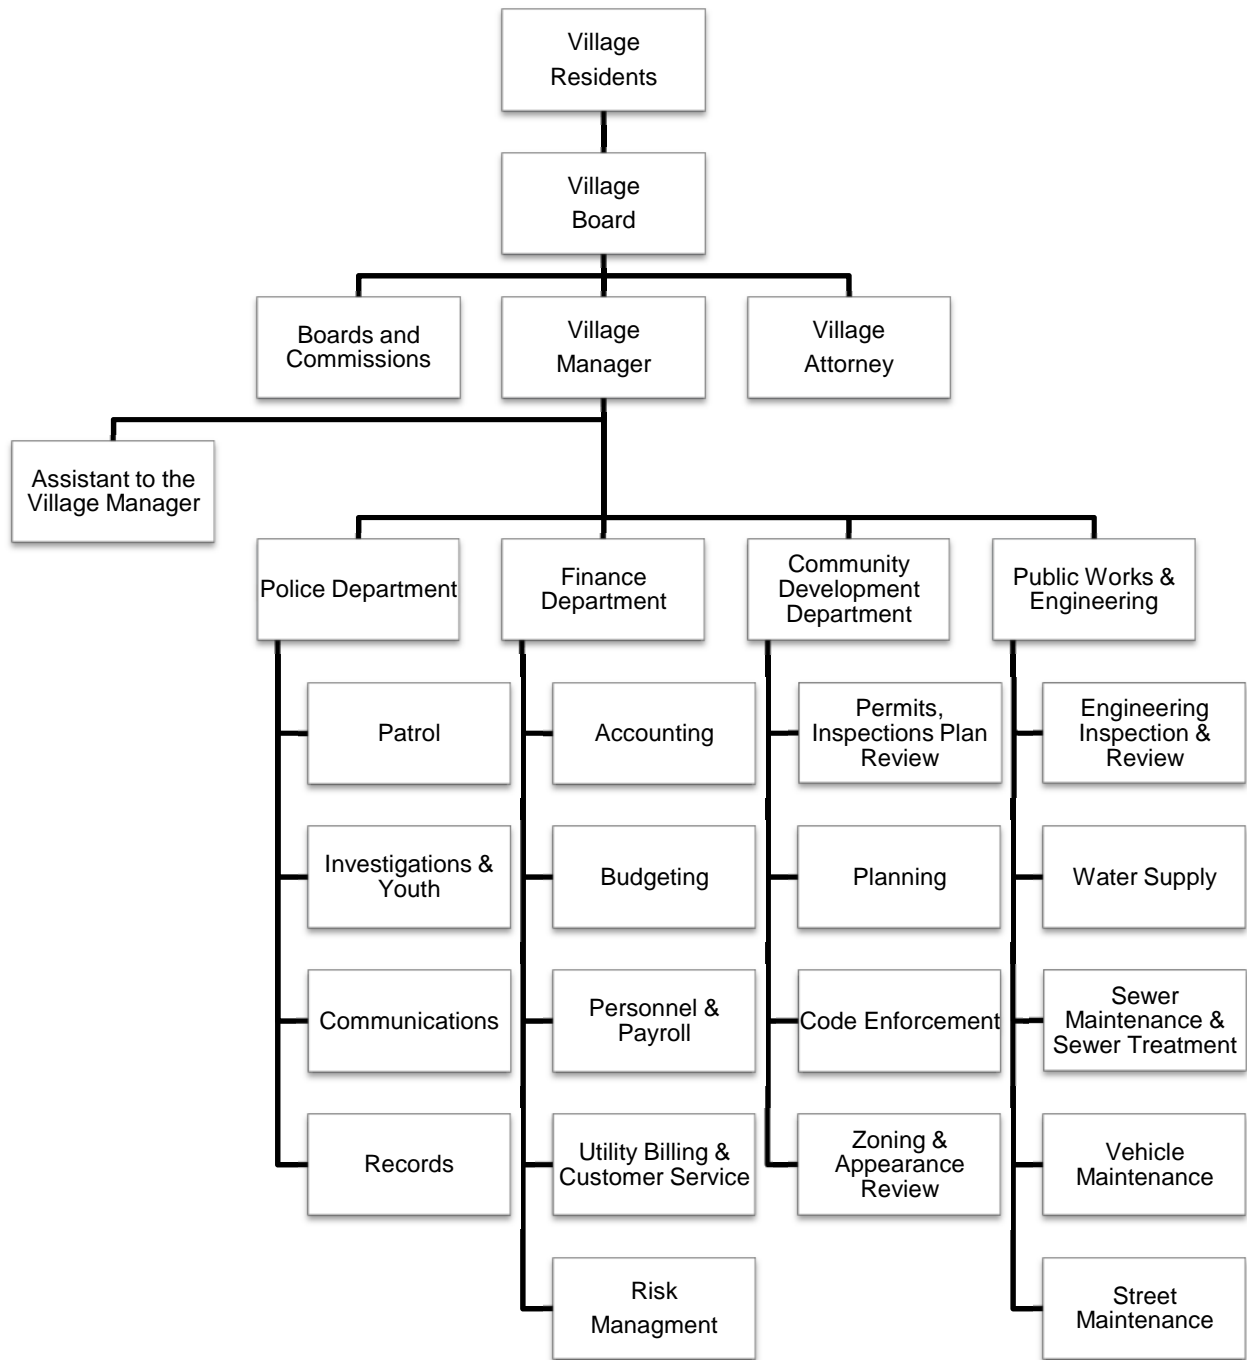 Village
Residents
Village
Board
Boards and
Commissions
Village
Manager
Village
Attorney
Assistant to the
Village Manager
Police Department
Finance
Department
Community
Development
Department
Public Works &
Engineering
Patrol
Accounting
Permits,
Inspections Plan
Review
Engineering
Inspection &
Review
Investigations &
Youth
Budgeting
Planning
Water Supply
Communications
Personnel &
Payroll
Code Enforcement
Sewer
Maintenance &
Sewer Treatment
Records
Utility Billing &
Customer Service
Zoning &
Appearance
Review
Vehicle
Maintenance
Risk
Managment
Street
Maintenance